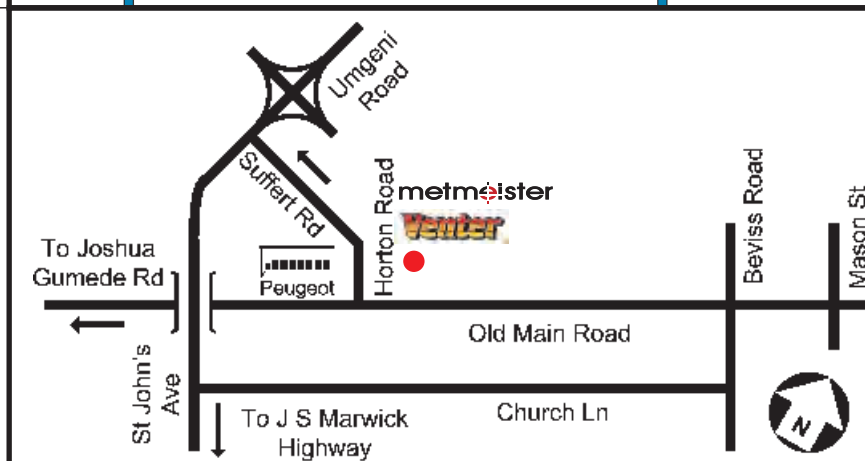 Umgeni
Road
Suffert Rd
Horton Road
metmeister
Venter
Beviss Road
Mason St
To Joshua
Gumede Rd
Peugeot
Old Main Road
St John's
Ave
To J S Marwick
Highway
Church Ln
N